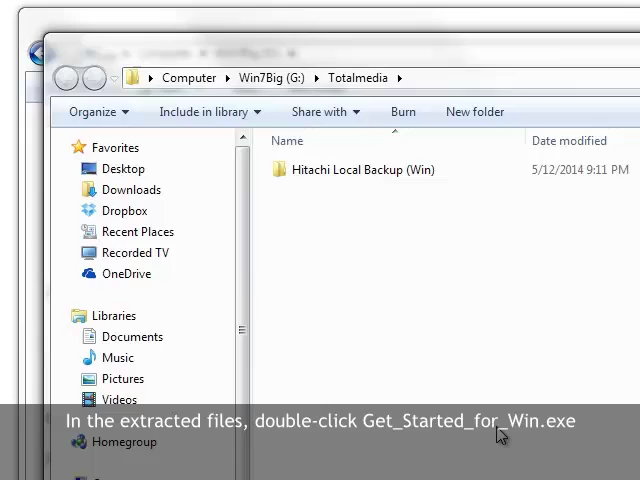 Computer Win7Big (G:) Totalmedia
Organize Include in library Share with Burn New folder
Name Date modified
Hitachi Local Backup (Win) 5/12/2014 9:11 PM
Favorites
Desktop
Downloads
Dropbox
Recent Places
Recorded TV
OneDrive
Libraries
Documents
Music
Pictures
Videos
In the extracted files, double-click Get_Started_for_Win.exe
Homegroup